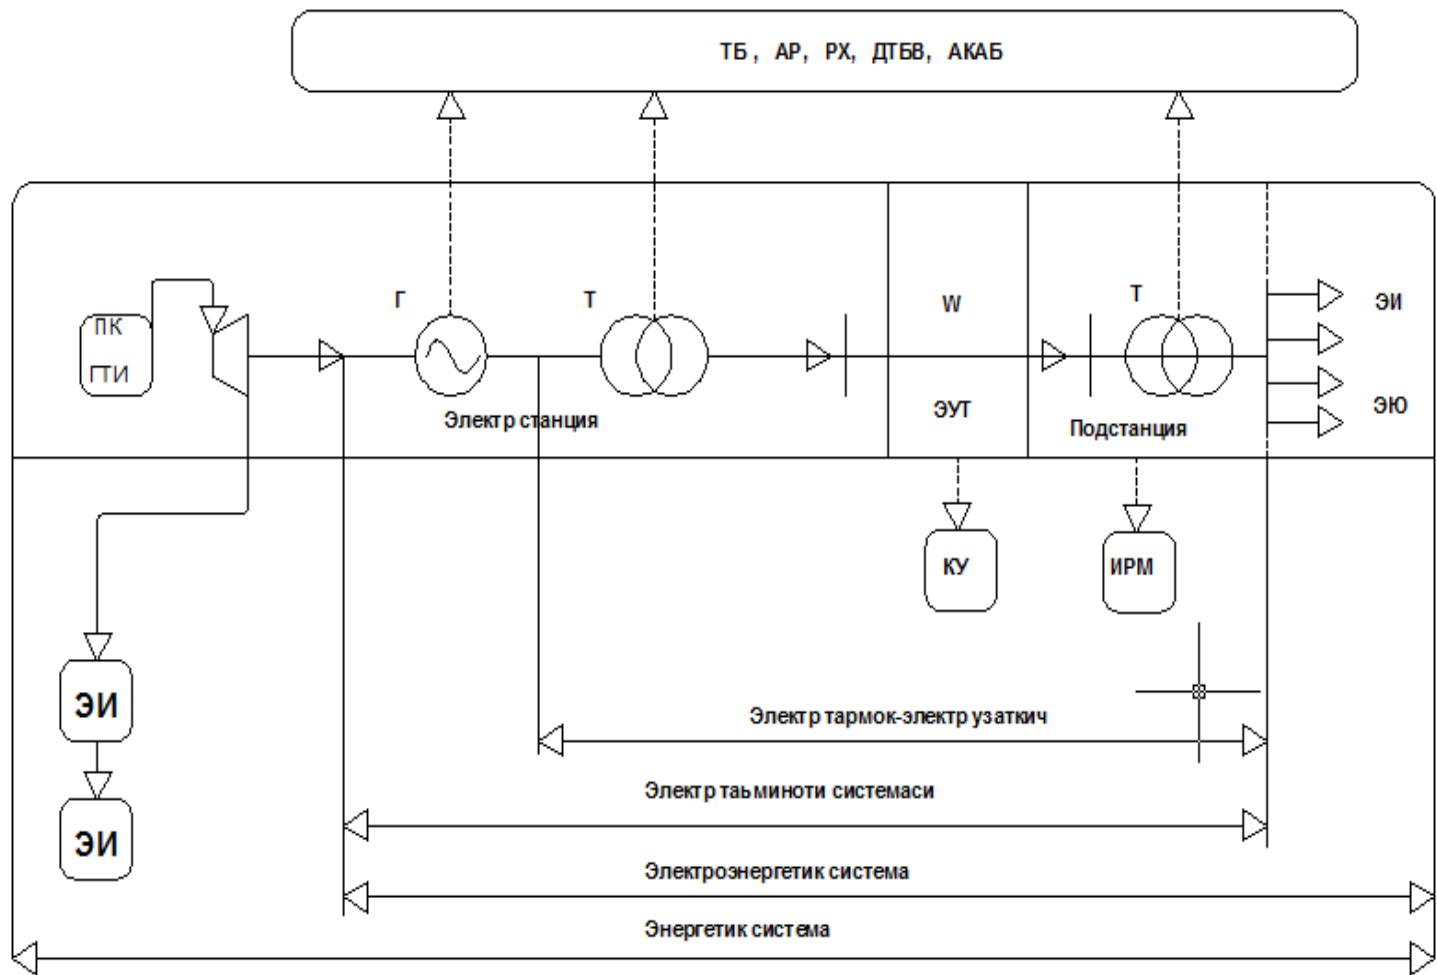 ТБ, АР, РХ, ДТБВ, АКАБ
ПК
ГТИ
Г
Т
W
Т
ЭИ
Электр станция
ЭУТ
Подстанция
ЭЮ
КУ
ИРМ
ЭИ
ЭИ
Электр тармок-электр узаткич
Электр таьминоти системаси
Электроэнергетик система
Энергетик система